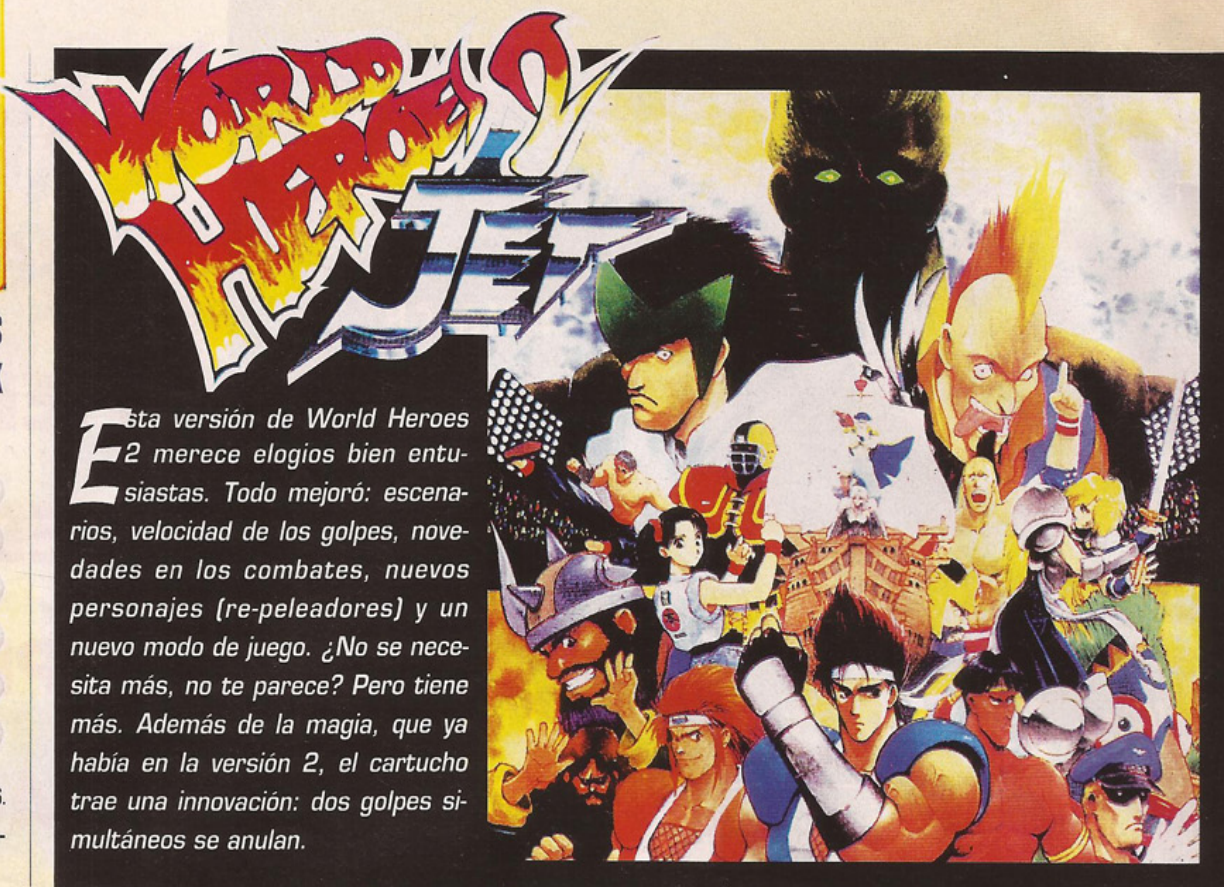 WORLD
HEROES 2
JET
Esta versión de World Heroes
2 merece elogios bien entu-
siastas. Todo mejoró: escena-
rios, velocidad de los golpes, nove-
dades en los combates, nuevos
personajes (re-peleadores) y un
nuevo modo de juego. ¿No se nece-
sita más, no te parece? Pero tiene
más. Además de la magia, que ya
había en la versión 2, el cartucho
trae una innovación: dos golpes si-
multáneos se anulan.